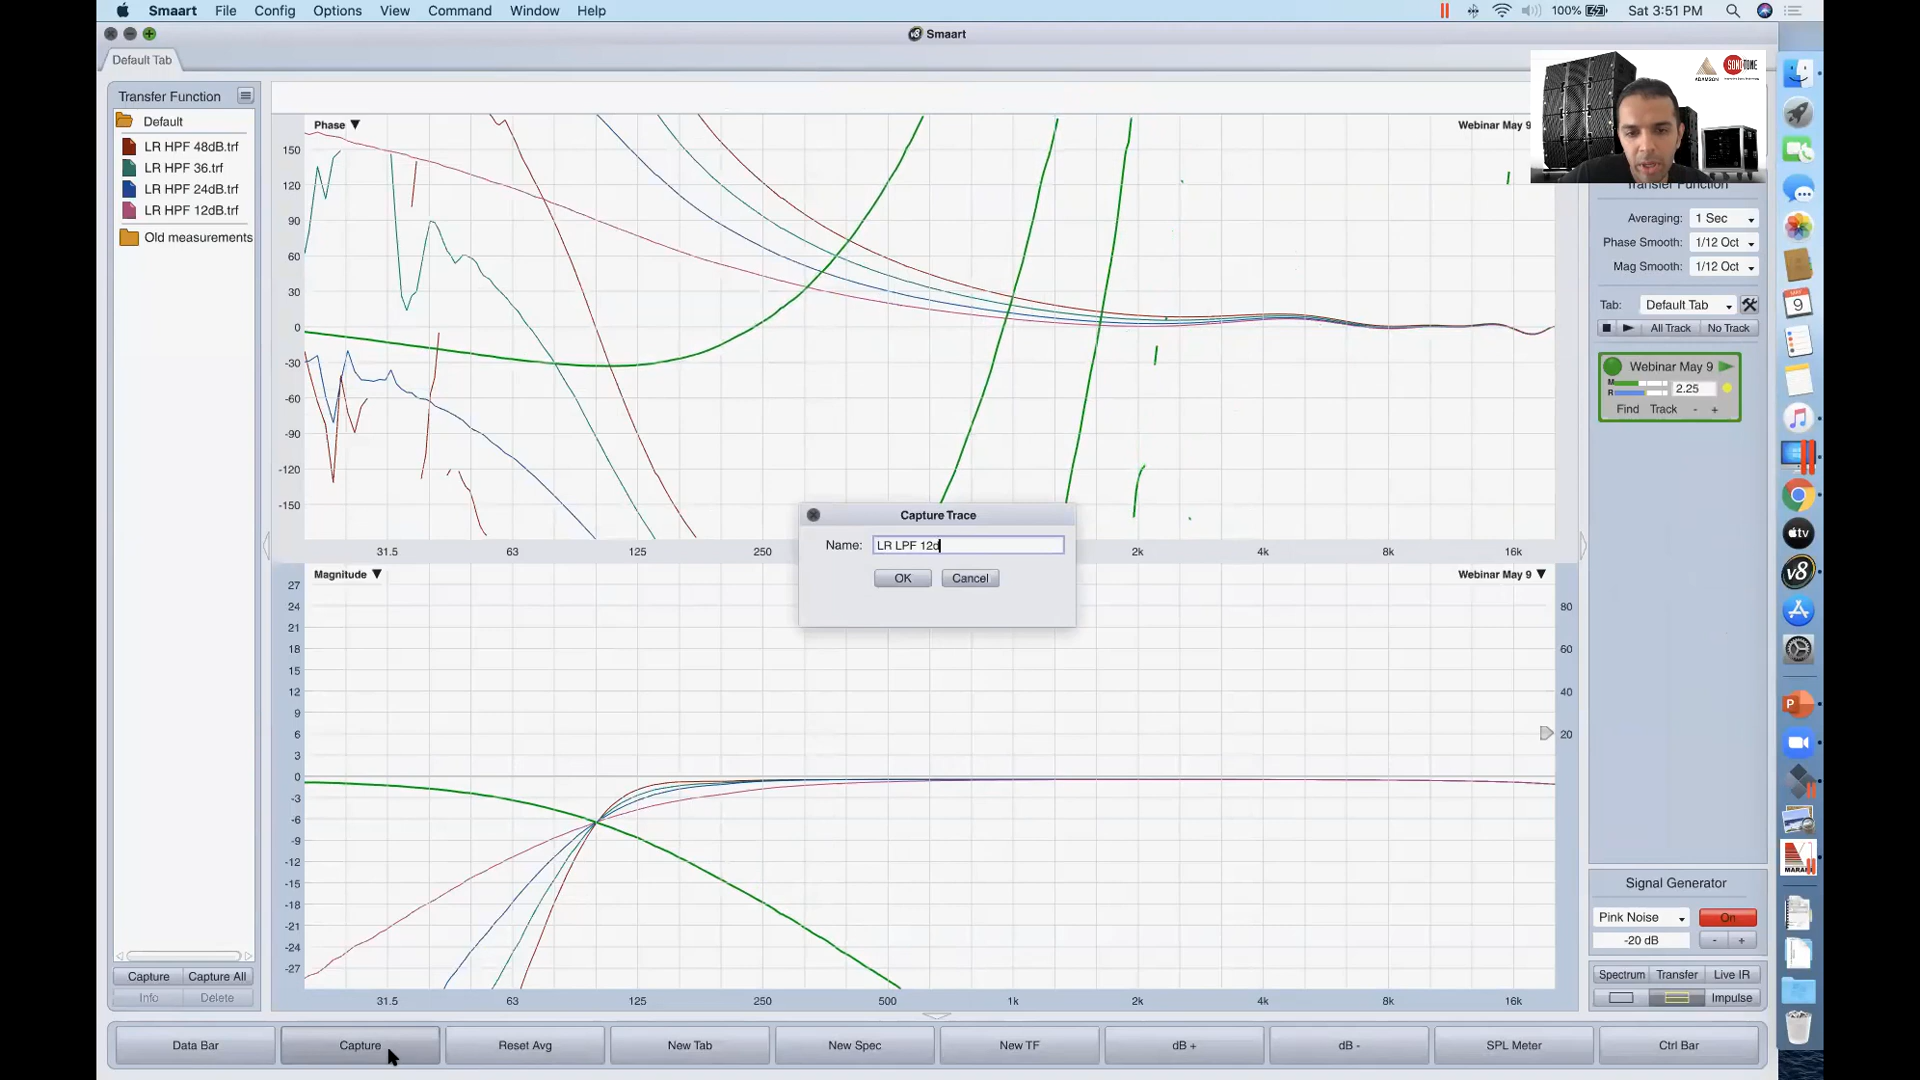 Smaart File Config Options View Command Window Help 100% Sat 3:51 PM
v8 Smaart
Default Tab
Transfer Function
Default
LR HPF 48dB.trf
LR HPF 36.trf
LR HPF 24dB.trf
LR HPF 12dB.trf
Old measurements
Phase ▼
Webinar May 9
150
120
90
60
30
0
-30
-60
-90
-120
-150
31.5 63 125 250 2k 4k 8k 16k
Capture Trace
Name: LR LPF 12d
OK Cancel
Magnitude ▼
Webinar May 9 ▼
27
24
21
18
15
12
9
6
3
0
-3
-6
-9
-12
-15
-18
-21
-24
-27
80
60
40
20
31.5 63 125 250 500 1k 2k 4k 8k 16k
ADAMSON
Transfer Function
Averaging: 1 Sec
Phase Smooth: 1/12 Oct
Mag Smooth: 1/12 Oct
Tab: Default Tab
All Track No Track
Webinar May 9
M
R
2.25
Find Track - +
Signal Generator
Pink Noise On
-20 dB - +
Spectrum Transfer Live IR
Impulse
Capture Capture All
Info Delete
Data Bar Capture Reset Avg New Tab New Spec New TF dB + dB - SPL Meter Ctrl Bar
9
tv
v8
P
MARANI